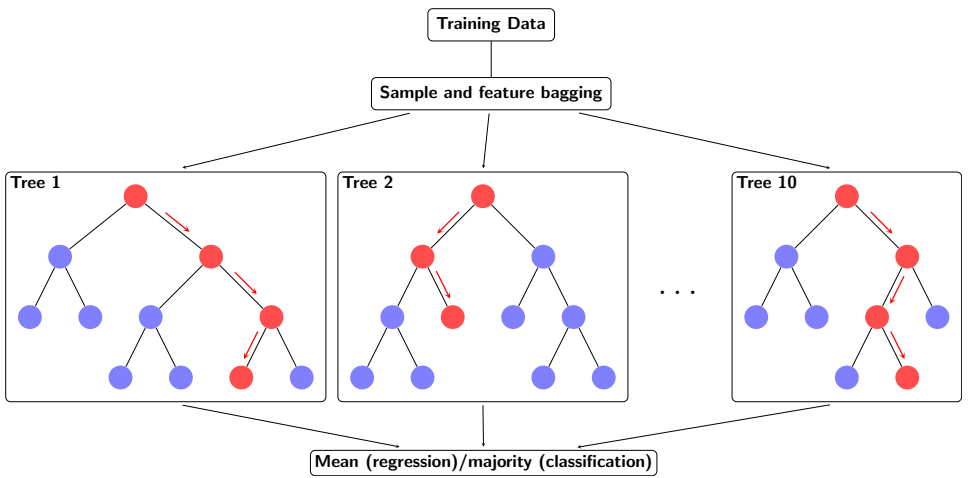 Training Data
Sample and feature bagging
Tree 1
Tree 2
Tree 10
. . .
Mean (regression)/majority (classification)